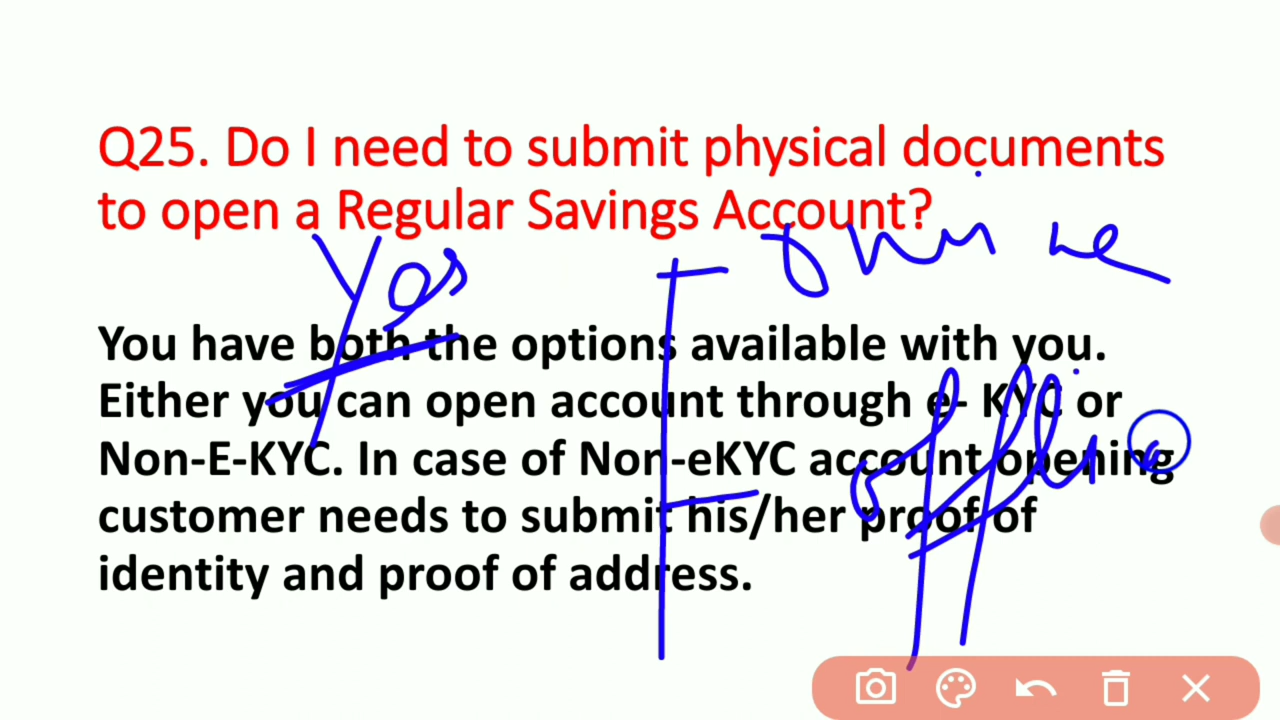 Q25. Do I need to submit physical documents
to open a Regular Savings Account?
Yes
You have both the options available with you.
Either you can open account through e- KYC or
Non-E-KYC. In case of Non-eKYC account opening
customer needs to submit his/her proof of
identity and proof of address.